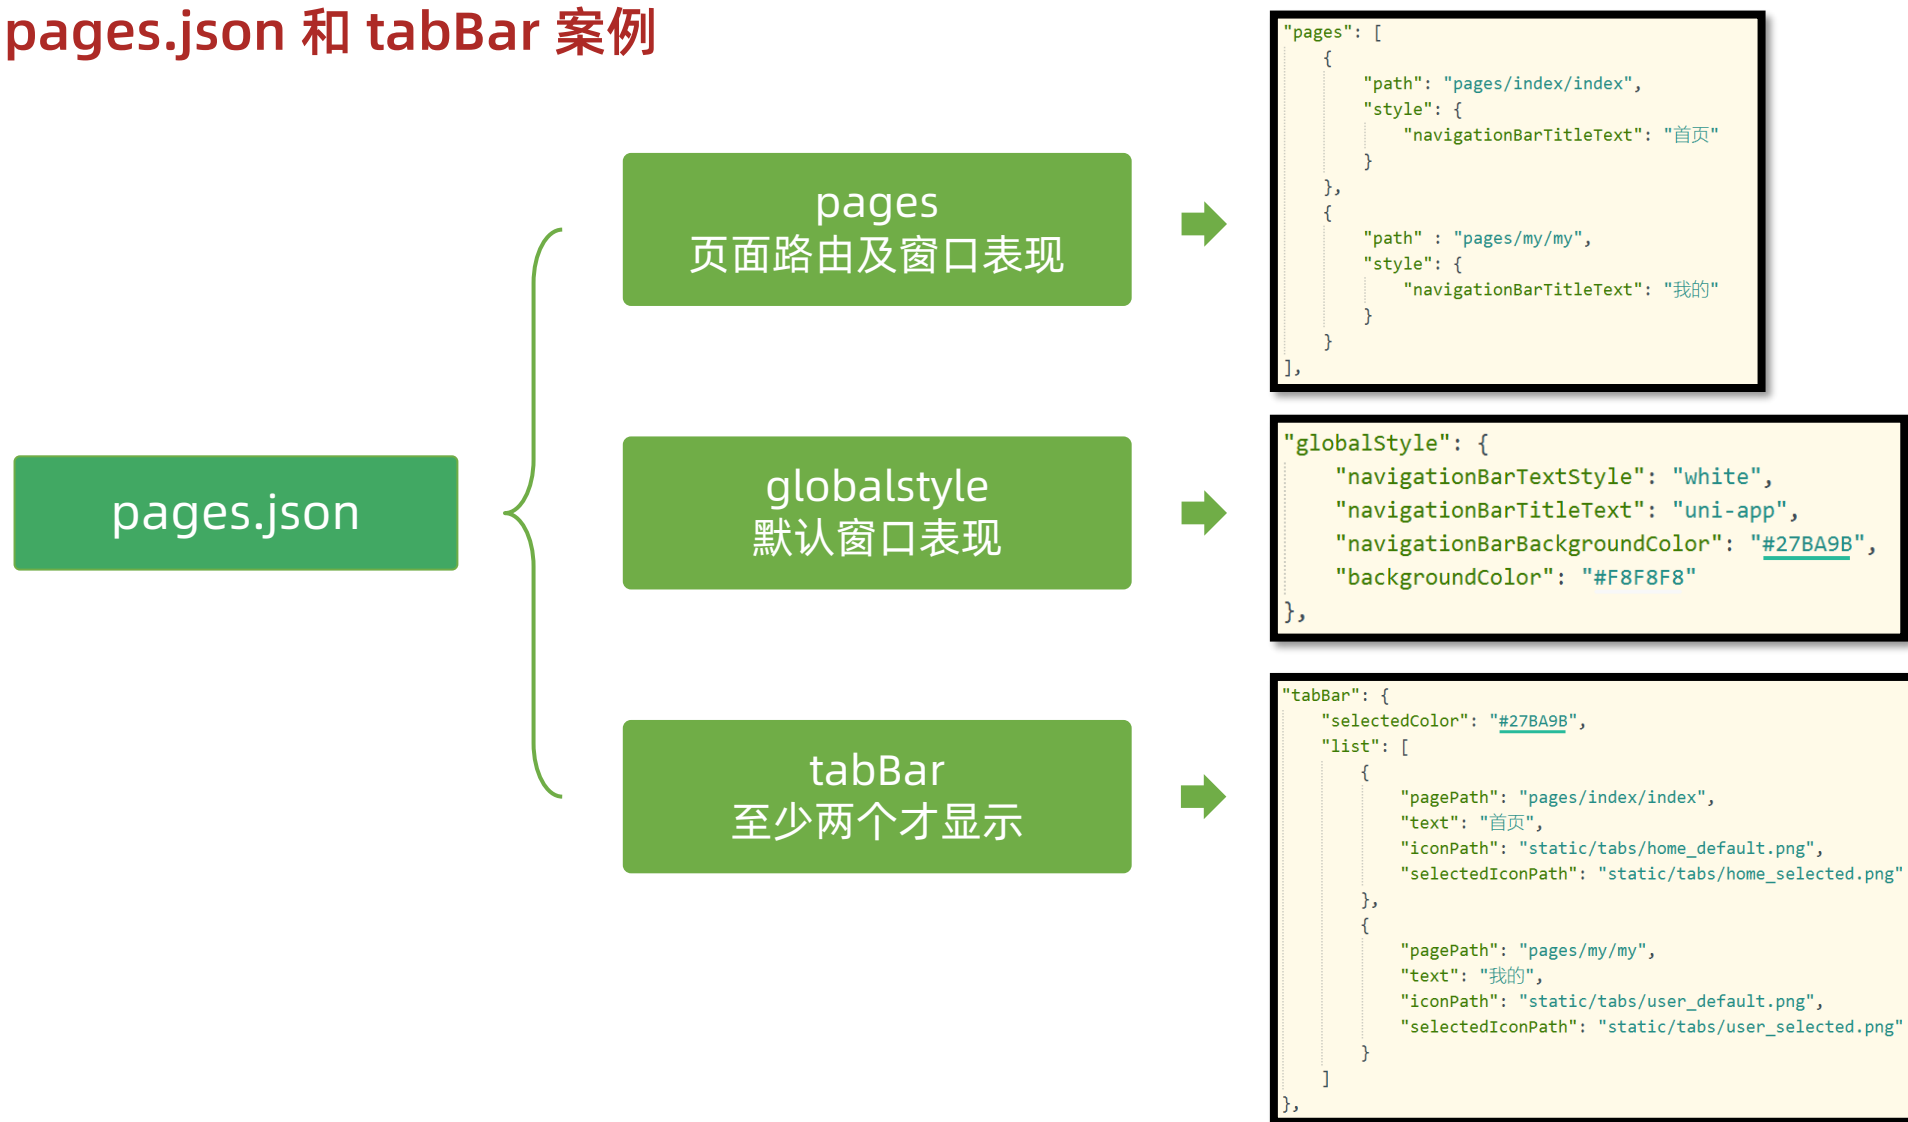 pages.json 和 tabBar 案例
pages.json
pages
页面路由及窗口表现
globalstyle
默认窗口表现
tabBar
至少两个才显示
"pages": [
    {
        "path": "pages/index/index",
        "style": {
            "navigationBarTitleText": "首页"
        }
    },
    {
        "path" : "pages/my/my",
        "style": {
            "navigationBarTitleText": "我的"
        }
    }
],
"globalStyle": {
    "navigationBarTextStyle": "white",
    "navigationBarTitleText": "uni-app",
    "navigationBarBackgroundColor": "#27BA9B",
    "backgroundColor": "#F8F8F8"
},
"tabBar": {
    "selectedColor": "#27BA9B",
    "list": [
        {
            "pagePath": "pages/index/index",
            "text": "首页",
            "iconPath": "static/tabs/home_default.png",
            "selectedIconPath": "static/tabs/home_selected.png"
        },
        {
            "pagePath": "pages/my/my",
            "text": "我的",
            "iconPath": "static/tabs/user_default.png",
            "selectedIconPath": "static/tabs/user_selected.png"
        }
    ]
},